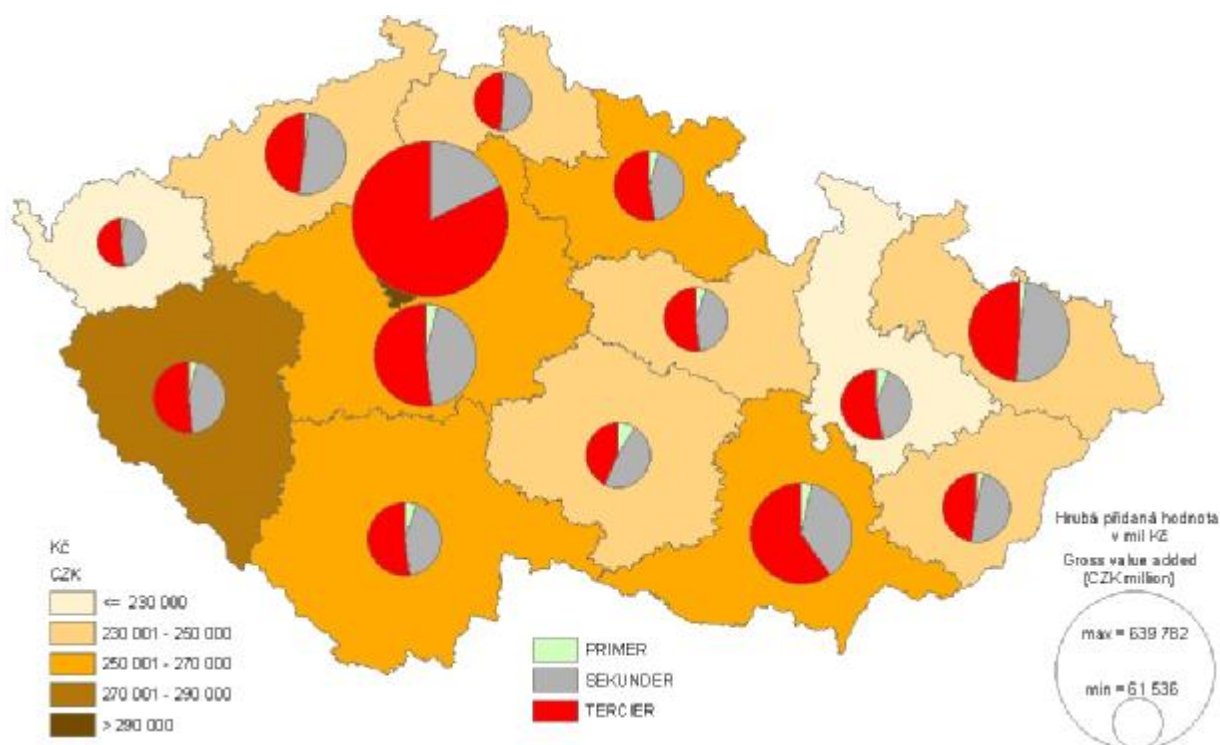 Kč
CZK
<= 230 000
230 001 - 250 000
250 001 - 270 000
270 001 - 290 000
> 290 000
PRIMER
SEKUNDER
TERCIER
Hrubá přidaná hodnota
v mil Kč
Gross value added
(CZK million)
max = 639 782
min = 61 536